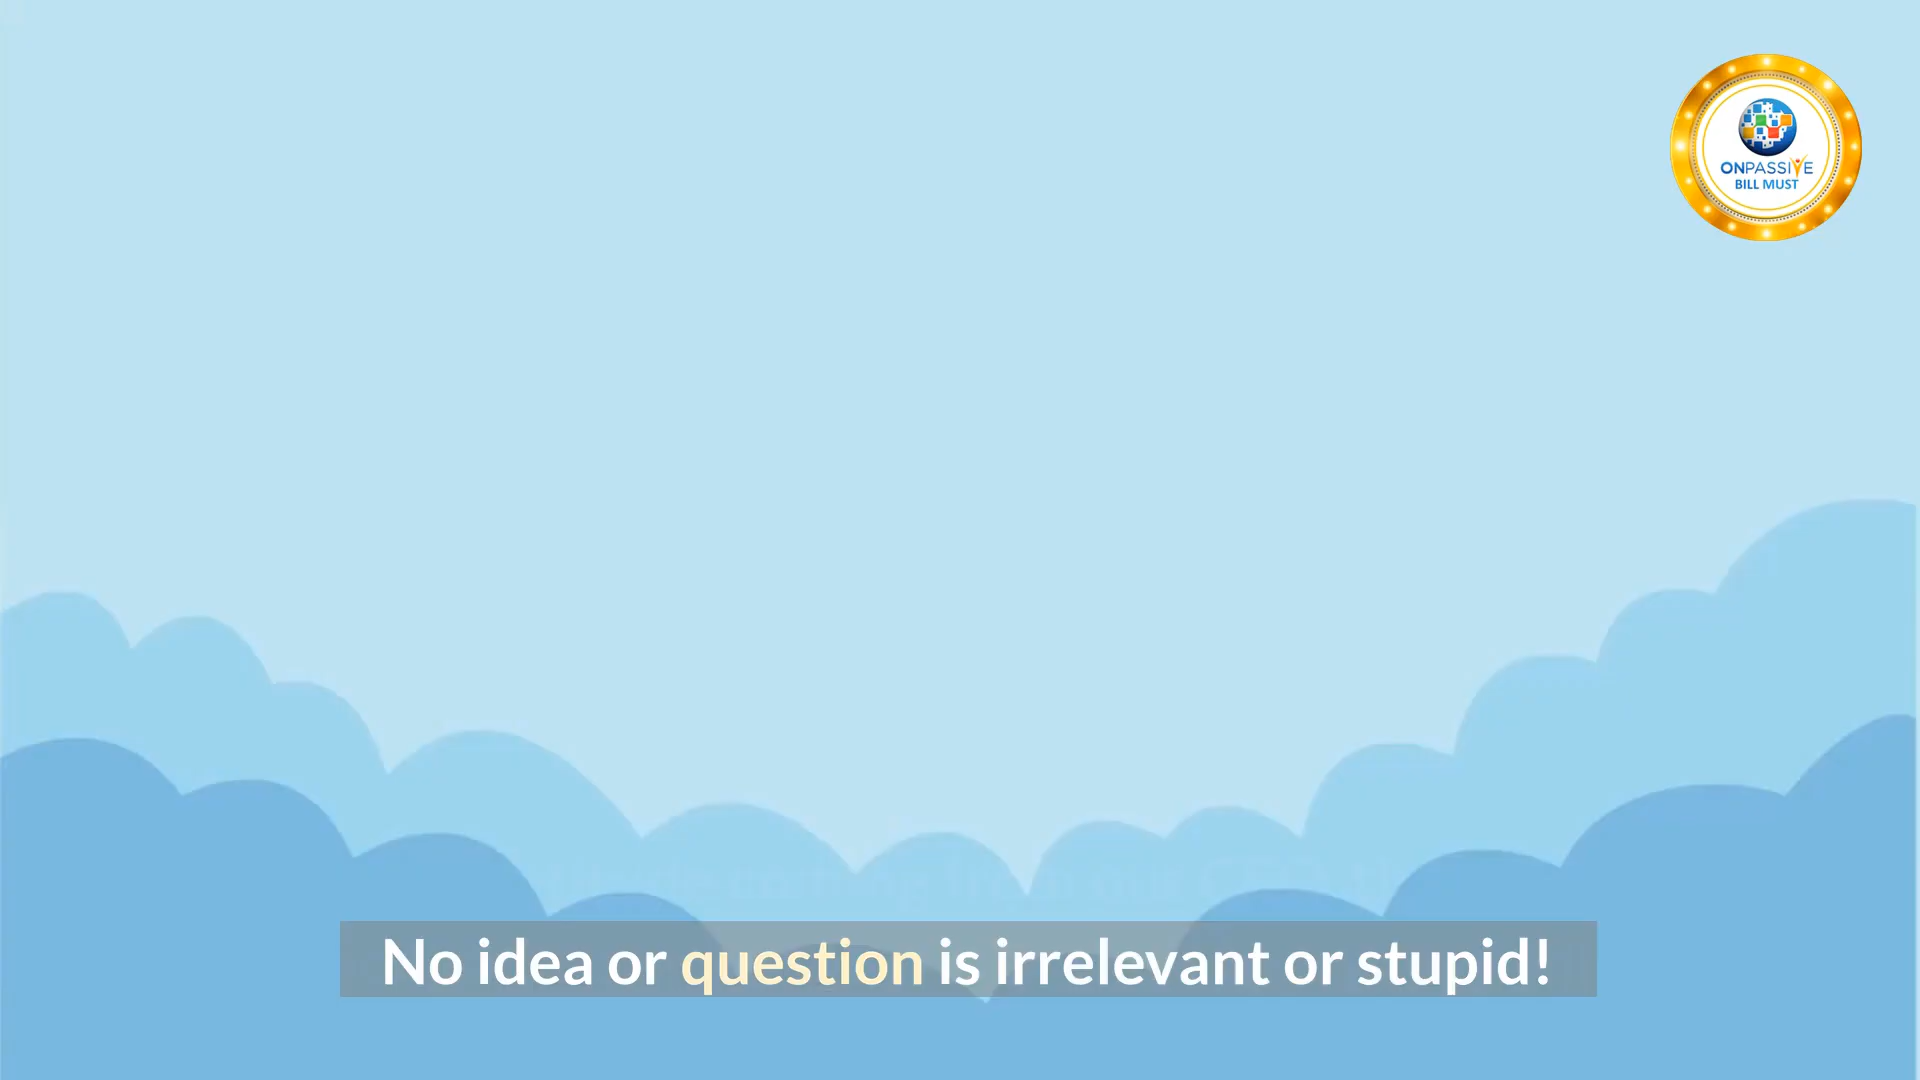 ONPASSIVE
BILL MUST
No idea or question is irrelevant or stupid!